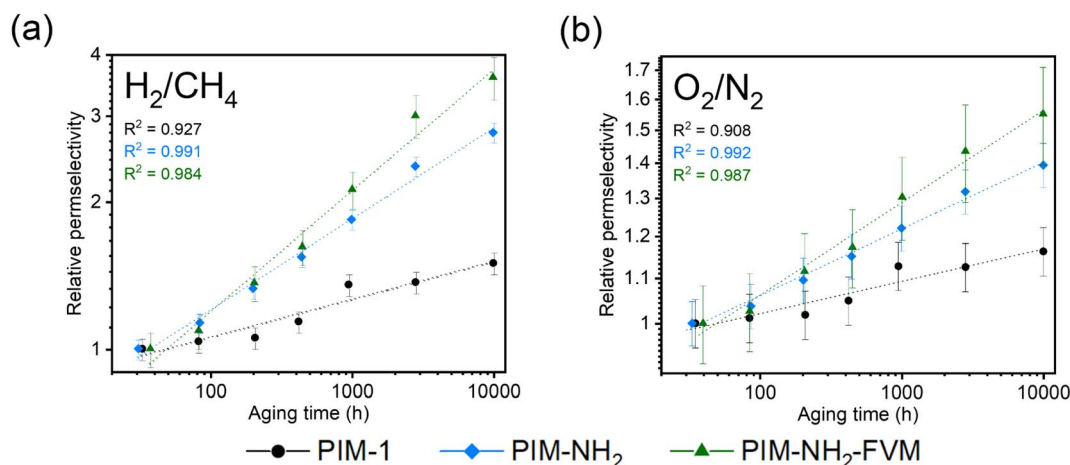 (a)
H₂/CH₄
R² = 0.927
R² = 0.991
R² = 0.984
Relative permselectivity
4
3
2
1
100
1000
10000
Aging time (h)
(b)
O₂/N₂
R² = 0.908
R² = 0.992
R² = 0.987
Relative permselectivity
1.7
1.6
1.5
1.4
1.3
1.2
1.1
1
100
1000
10000
Aging time (h)
PIM-1
PIM-NH₂
PIM-NH₂-FVM